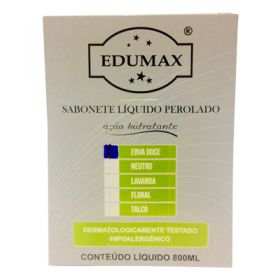 EDUMAX
®
SABONETE LÍQUIDO PEROLADO
ação hidratante
ERVA DOCE
NEUTRO
LAVANDA
FLORAL
TALCO
DERMATOLOGICAMENTE TESTADO
HIPOALERGÊNICO
CONTEÚDO LÍQUIDO 800ML